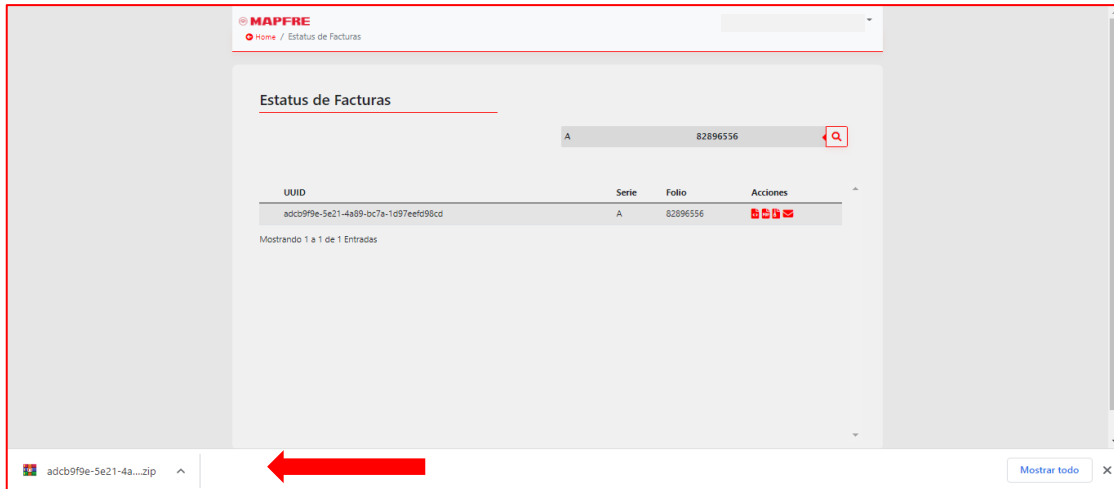 MAPFRE
Home / Estatus de Facturas
Estatus de Facturas
A 82896556
UUID Serie Folio Acciones
adcb9f9e-5e21-4a89-bc7a-1d97eefd98cd A 82896556
Mostrando 1 a 1 de 1 Entradas
adcb9f9e-5e21-4a....zip Mostrar todo